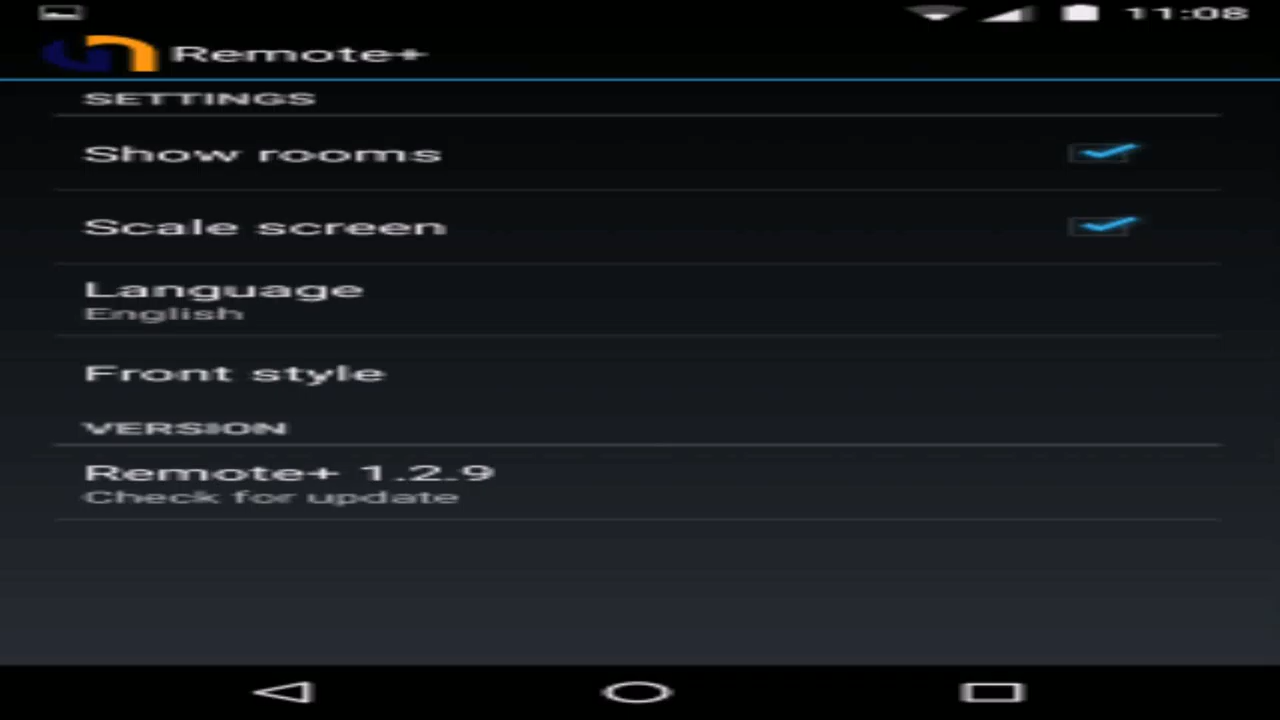 11:08
Remote+
SETTINGS
Show rooms
Scale screen
Language
English
Front style
VERSION
Remote+ 1.2.9
Check for update